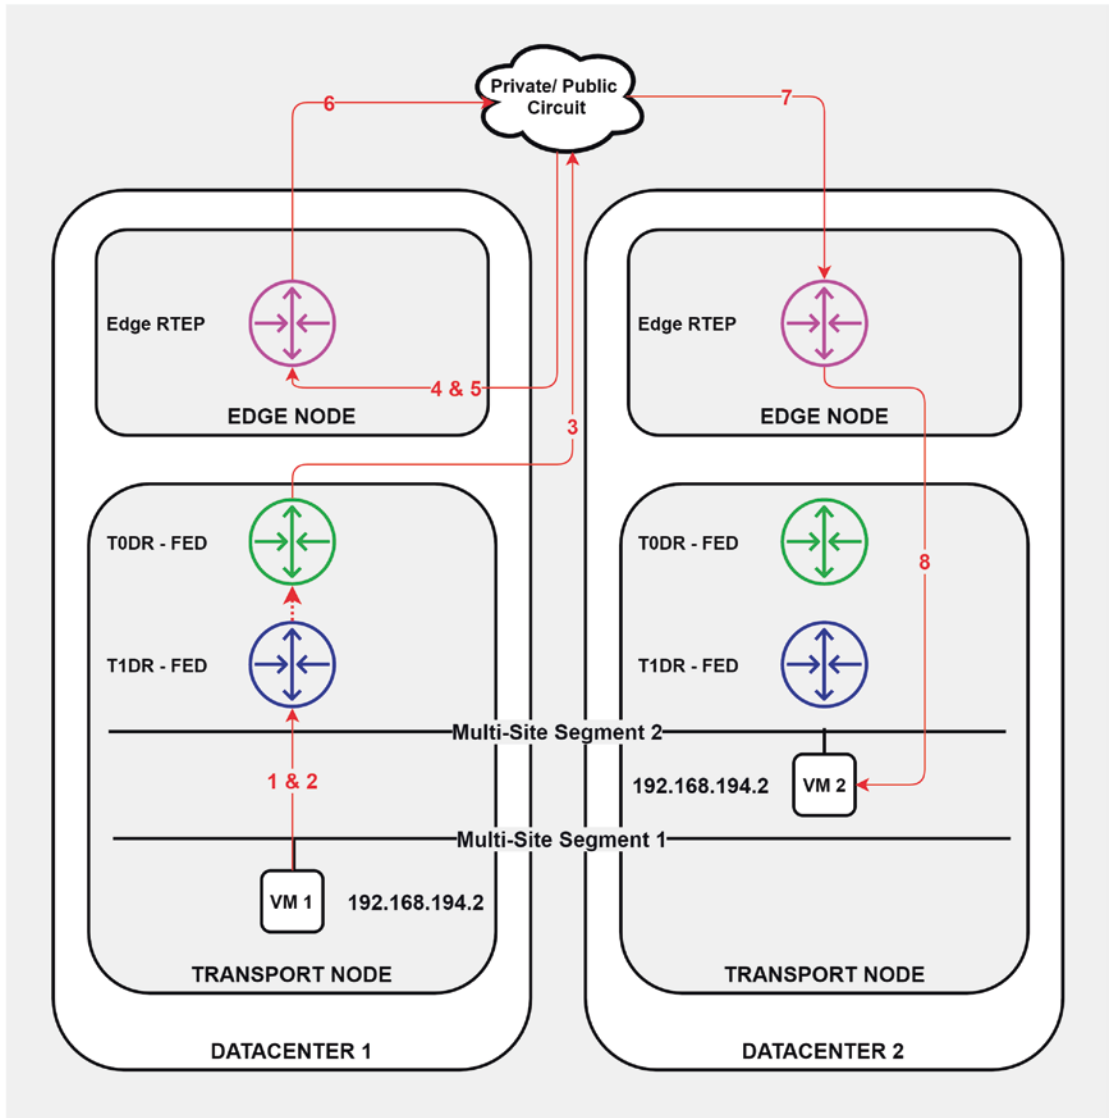 Private/ Public
Circuit
6
7
Edge RTEP
Edge RTEP
4 & 5
EDGE NODE
EDGE NODE
3
T0DR - FED
T0DR - FED
8
T1DR - FED
T1DR - FED
Multi-Site Segment 2
1 & 2
192.168.194.2
VM 2
Multi-Site Segment 1
VM 1
192.168.194.2
TRANSPORT NODE
TRANSPORT NODE
DATACENTER 1
DATACENTER 2